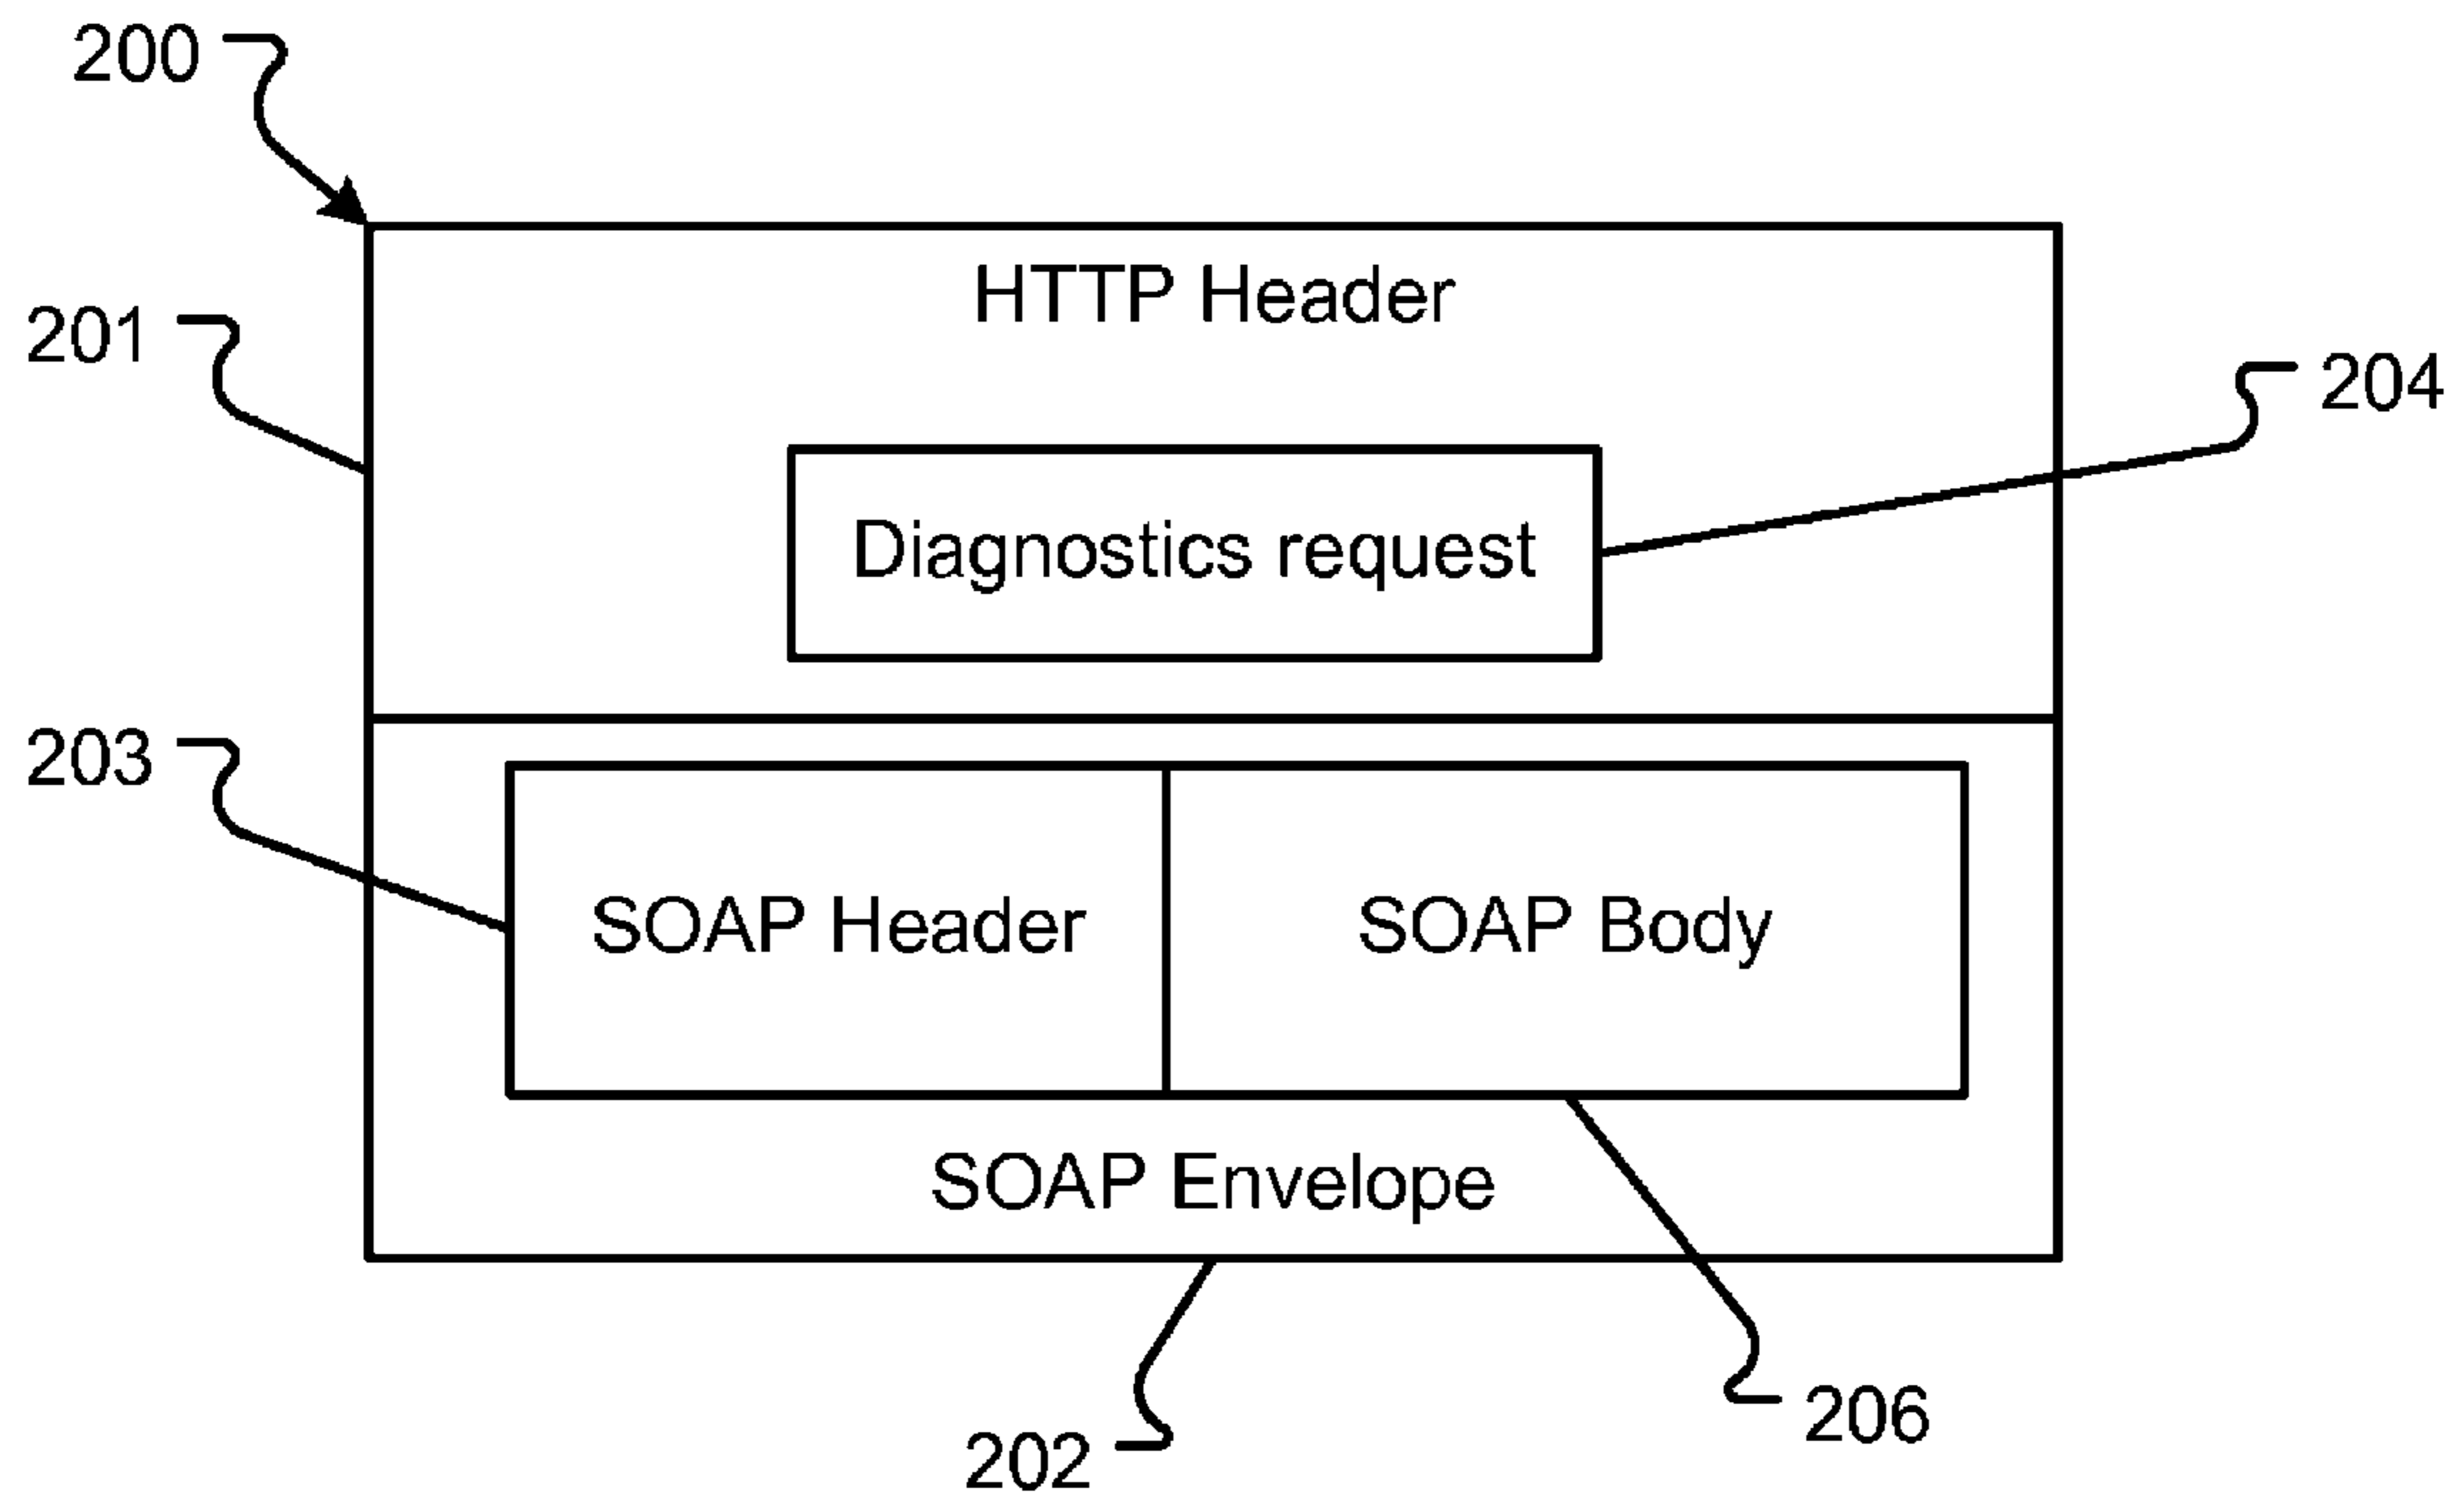 200
HTTP Header
201
204
Diagnostics request
203
SOAP Header
SOAP Body
SOAP Envelope
206
202